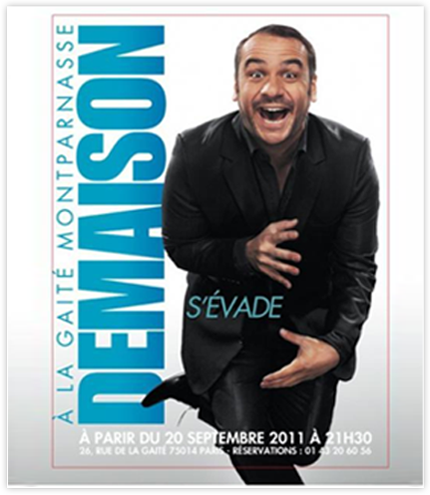 À LA GAITÉ MONTPARNASSE
DEMAISON
S'ÉVADE
À PARIR DU 20 SEPTEMBRE 2011 À 21H30
26, RUE DE LA GAITÉ 75014 PARIS - RÉSERVATIONS : 01 43 20 60 56